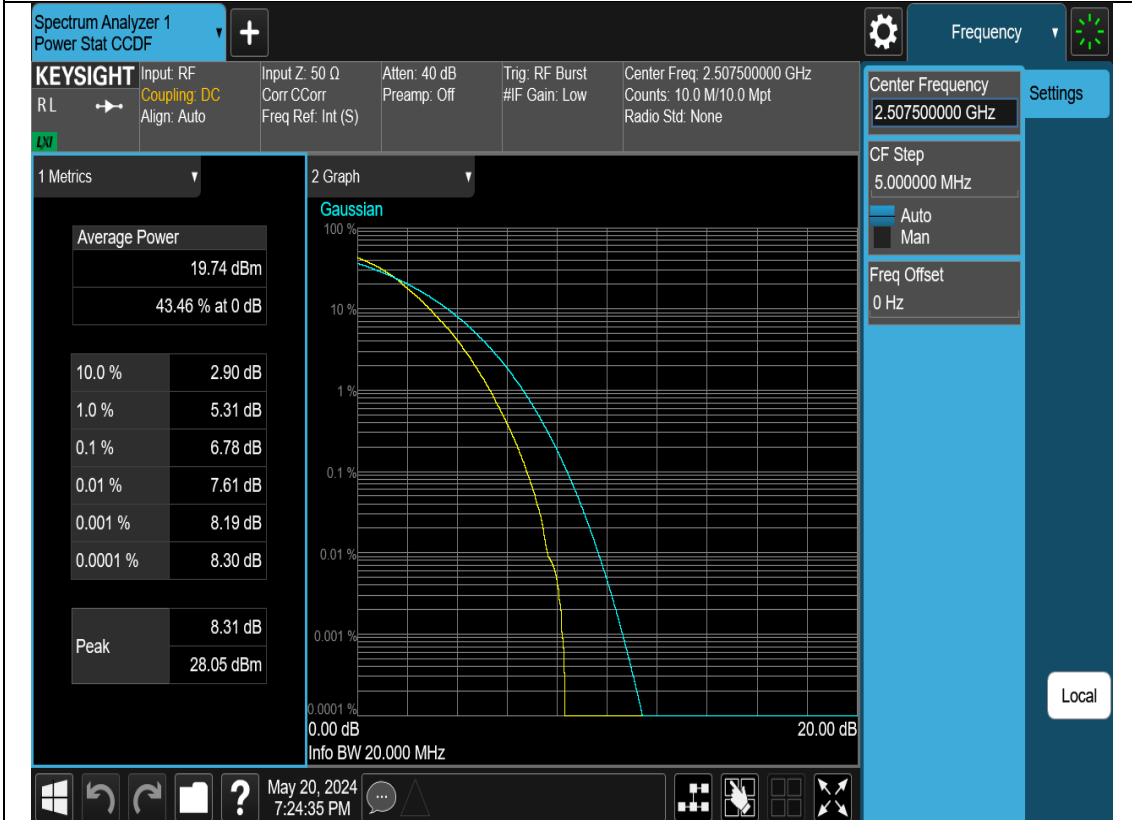 Spectrum Analyzer 1
Power Stat CCDF
+
Frequency
KEYSIGHT
RL
LXI
Input: RF
Coupling: DC
Align: Auto
Input Z: 50 Ω
Corr CCorr
Freq Ref: Int (S)
Atten: 40 dB
Preamp: Off
Trig: RF Burst
#IF Gain: Low
Center Freq: 2.507500000 GHz
Counts: 10.0 M/10.0 Mpt
Radio Std: None
Center Frequency
2.507500000 GHz
Settings
CF Step
5.000000 MHz
Auto
Man
Freq Offset
0 Hz
Local
1 Metrics
Average Power
19.74 dBm
43.46 % at 0 dB
10.0 % 2.90 dB
1.0 % 5.31 dB
0.1 % 6.78 dB
0.01 % 7.61 dB
0.001 % 8.19 dB
0.0001 % 8.30 dB
Peak
8.31 dB
28.05 dBm
2 Graph
Gaussian
100 %
10 %
1 %
0.1 %
0.01 %
0.001 %
0.0001 %
0.00 dB 20.00 dB
Info BW 20.000 MHz
?
May 20, 2024
7:24:35 PM